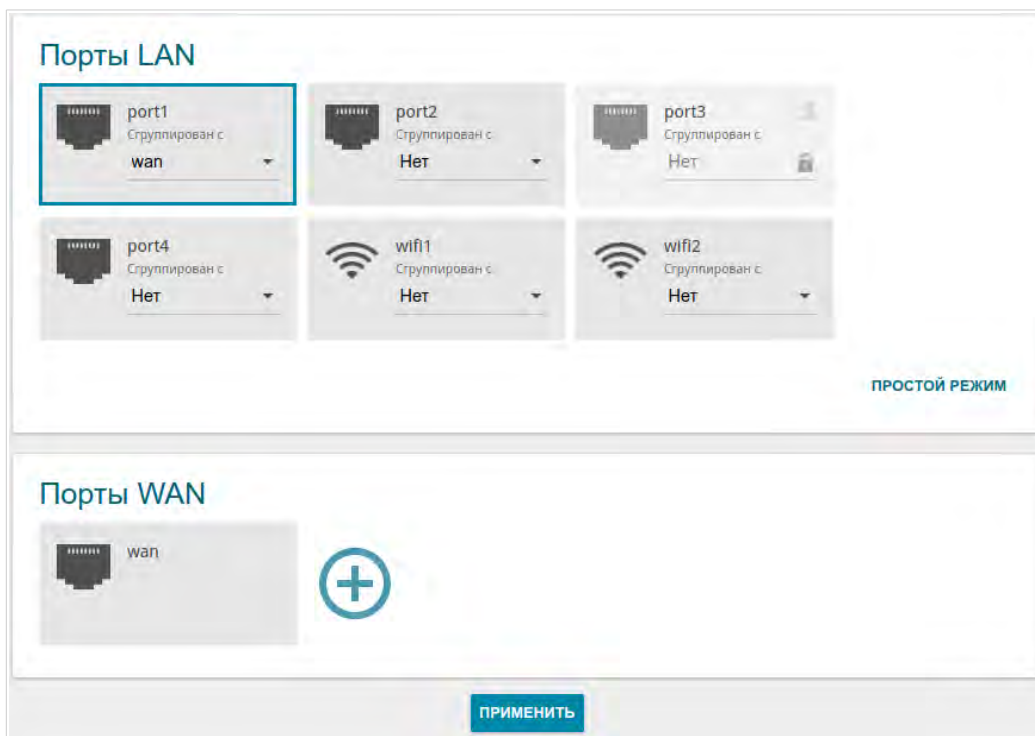 Порты LAN
port1
Сгруппирован с
wan
port2
Сгруппирован с
Нет
port3
Сгруппирован с
Нет
port4
Сгруппирован с
Нет
wifi1
Сгруппирован с
Нет
wifi2
Сгруппирован с
Нет
ПРОСТОЙ РЕЖИМ
Порты WAN
wan
ПРИМЕНИТЬ